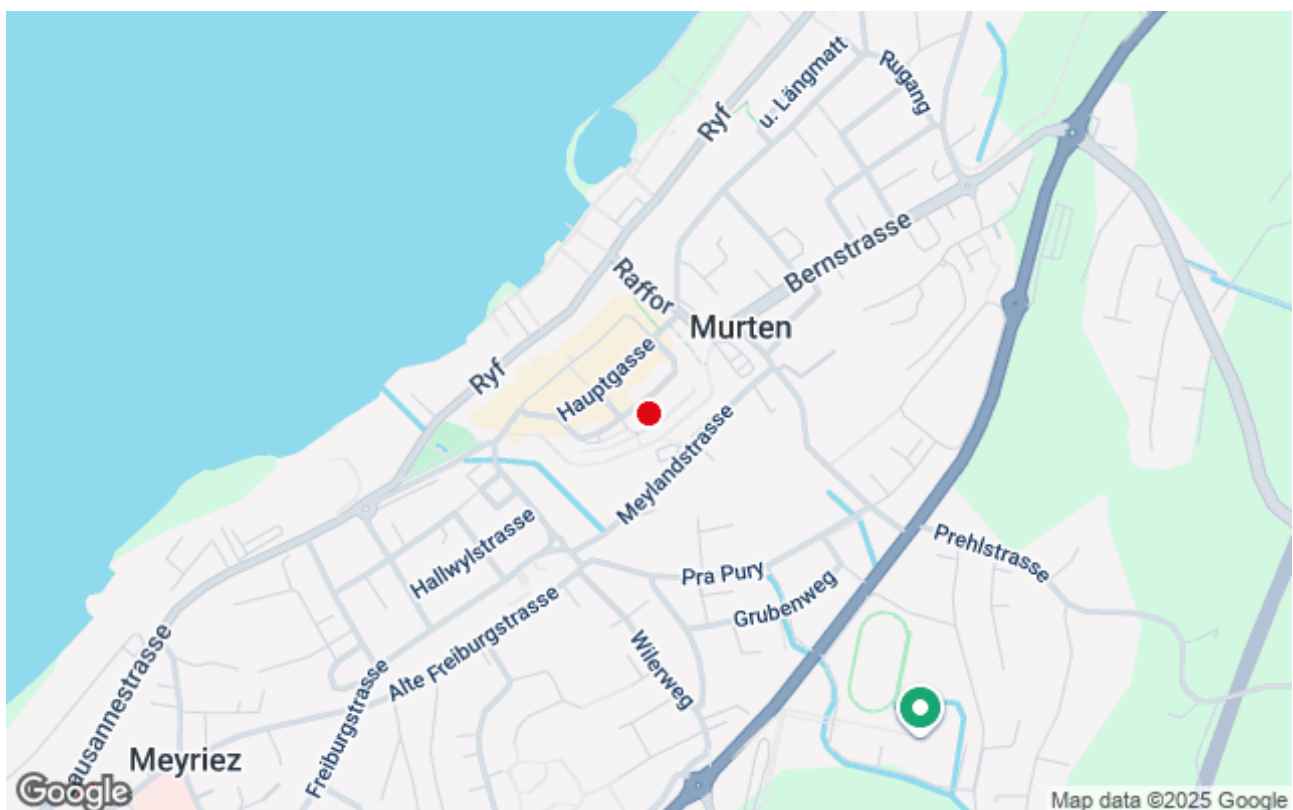 u. Längmatt
Rugang
Ryf
Bernstrasse
Raffor
Murten
Ryf
Hauptgasse
Meylandstrasse
Hallwylstrasse
Prehlstrasse
Pra Pury
Grubenweg
Alte Freiburgstrasse
Wilerweg
ausannestrasse
Freiburgstrasse
Meyriez
Google
Map data ©2025 Google